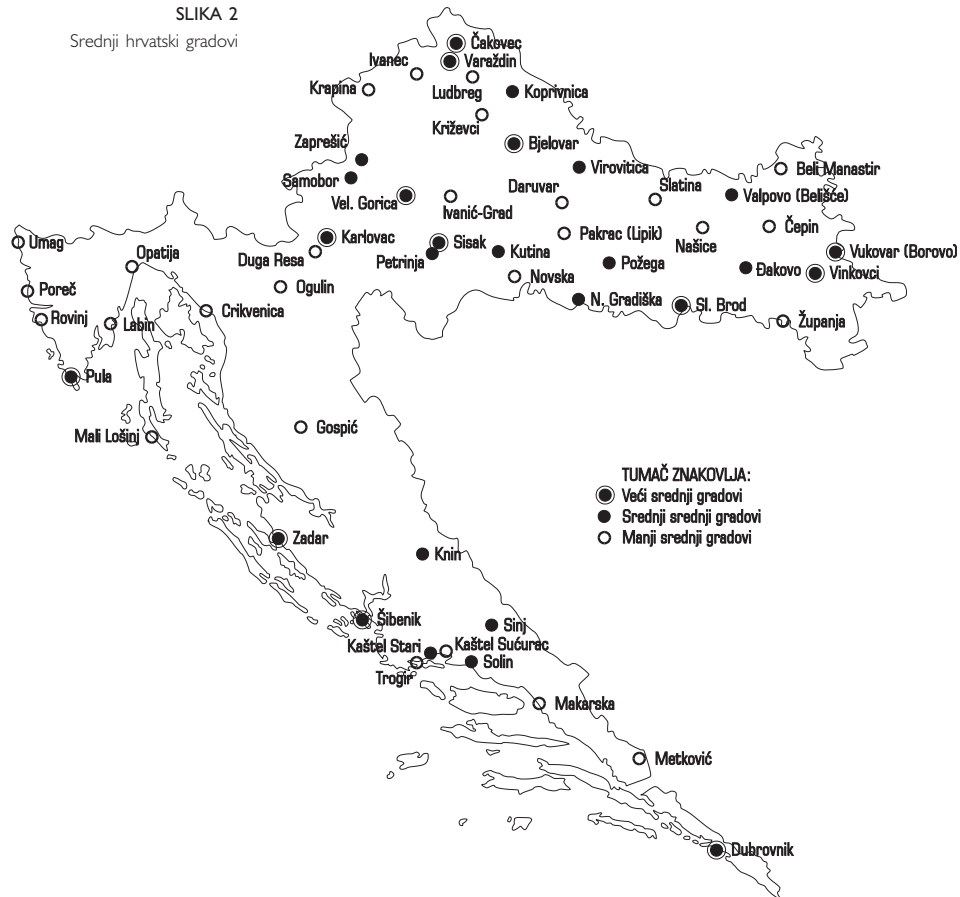 SLIKA 2
Srednji hrvatski gradovi
Čakovec
Varaždin
Ivanec
Ludbreg
Krapina
Koprivnica
Križevci
Bjelovar
Zaprešić
Samobor
Virovitica
Beli Manastir
Daruvar
Slatina
Valpovo (Belišće)
Vel. Gorica
Ivanić-Grad
Pakrac (Lipik)
Našice
Čepin
Umag
Opatija
Karlovac
Sisak
Duga Resa
Petrinja
Kutina
Požega
Đakovo
Vukovar (Borovo)
Vinkovci
Novska
Poreč
Ogulin
Rovinj
Labin
Crikvenica
N. Gradiška
Sl. Brod
Županja
Pula
Mali Lošinj
Gospić
TUMAČ ZNAKOVLJA:
Veći srednji gradovi
Srednji srednji gradovi
Manji srednji gradovi
Zadar
Knin
Šibenik
Sinj
Kaštel Stari
Kaštel Sućurac
Solin
Trogir
Makarska
Metković
Dubrovnik